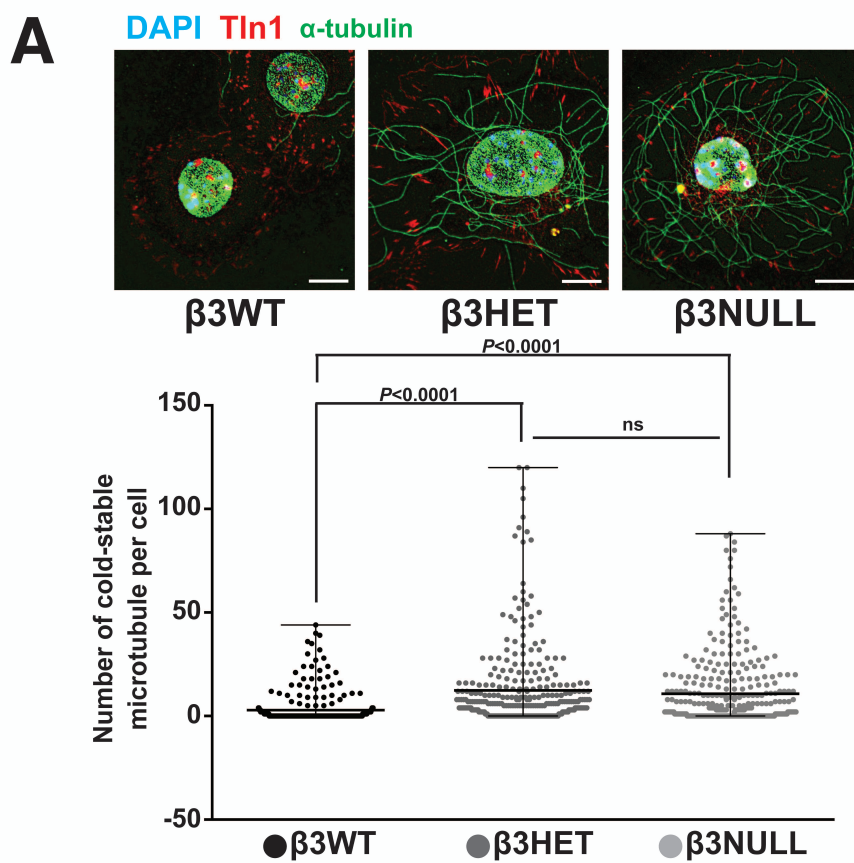 A
DAPI Tln1 α-tubulin
β3WT β3HET β3NULL
P<0.0001
P<0.0001
ns
Number of cold-stable
microtubule per cell
150
100
50
0
-50
β3WT β3HET β3NULL